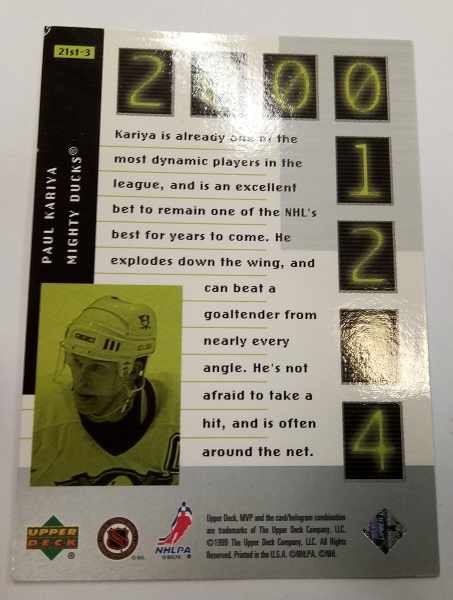 21st-3
2 0 0 0
PAUL KARIYA
MIGHTY DUCKS®
Kariya is already one of the
most dynamic players in the
league, and is an excellent
bet to remain one of the NHL's
best for years to come. He
explodes down the wing, and
can beat a
goaltender from
nearly every
angle. He's not
afraid to take a
hit, and is often
around the net.
1
2
4
UPPER
DECK ®
©NHL
NHLPA
©NHLPA ®
Upper Deck, MVP and the card/hologram combination
are trademarks of The Upper Deck Company, LLC.
©1999 The Upper Deck Company, LLC. All Rights
Reserved. Printed in the U.S.A. ©NHLPA. ©NHL